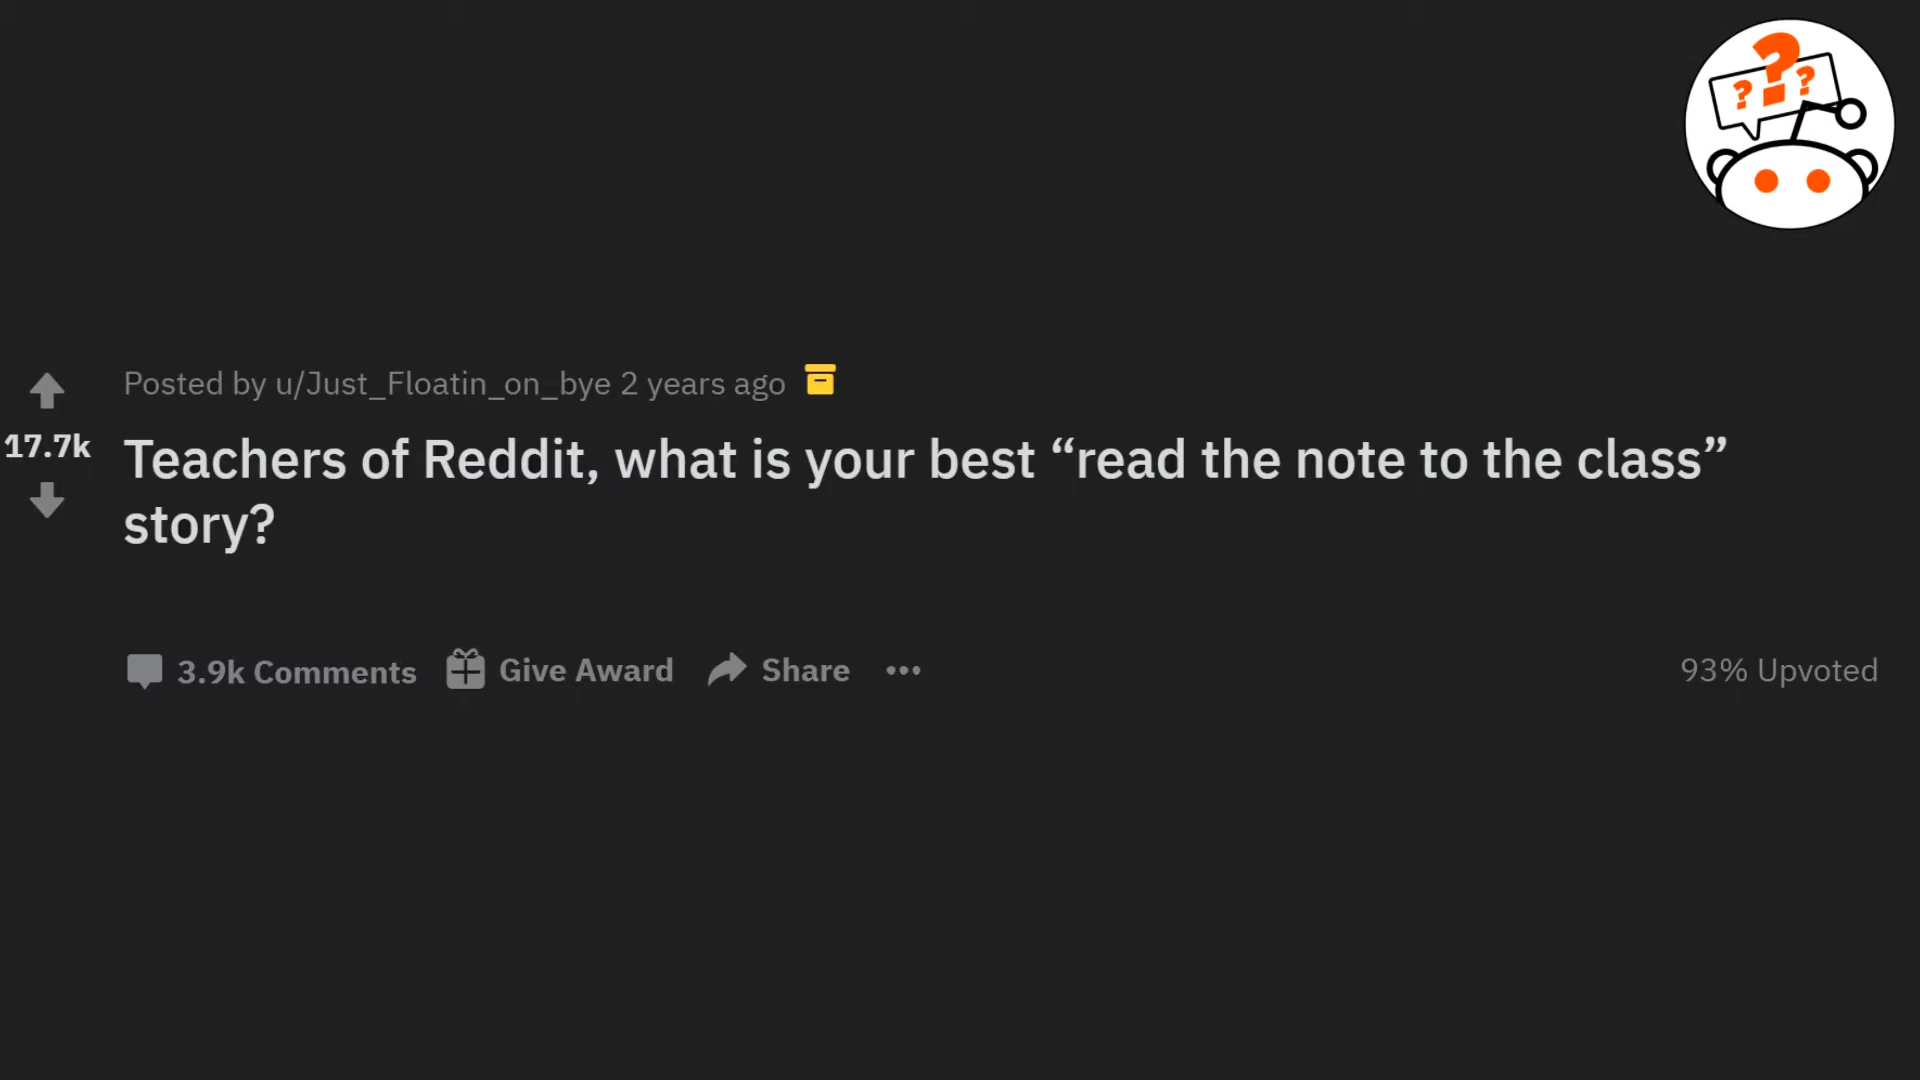 ? ? ?
Posted by u/Just_Floatin_on_bye 2 years ago
17.7k
Teachers of Reddit, what is your best “read the note to the class”
story?
3.9k Comments Give Award Share ••• 93% Upvoted